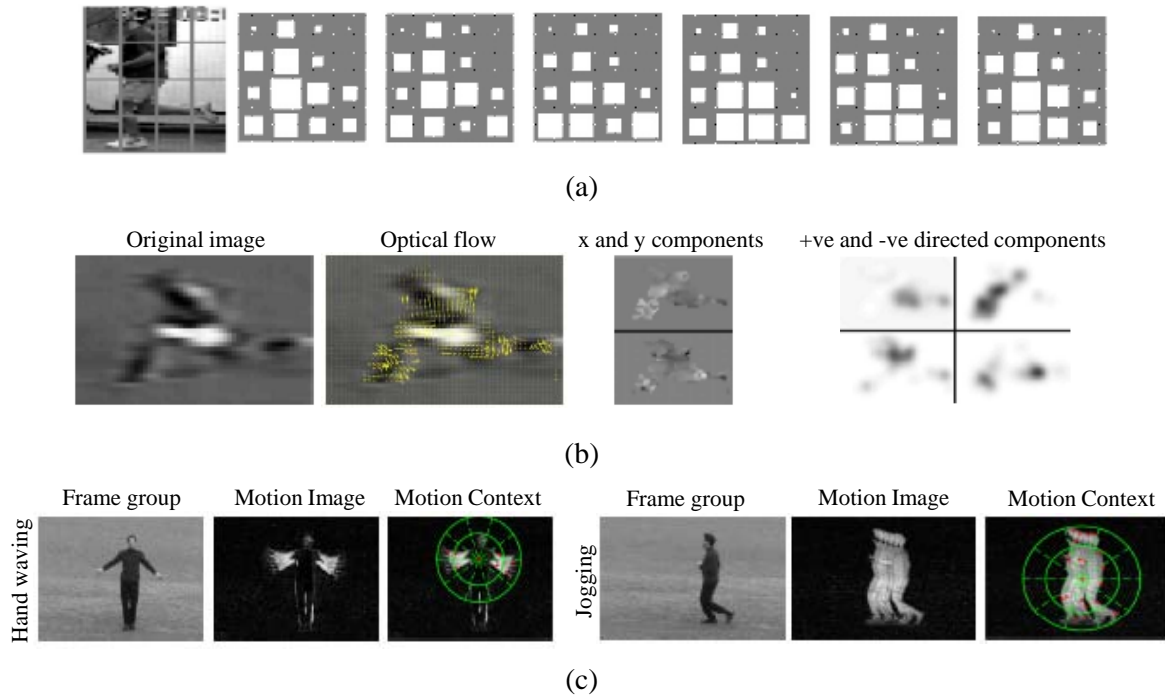 (a)
Original image Optical flow x and y components +ve and -ve directed components
(b)
Frame group Motion Image Motion Context Frame group Motion Image Motion Context
Hand waving
Jogging
(c)